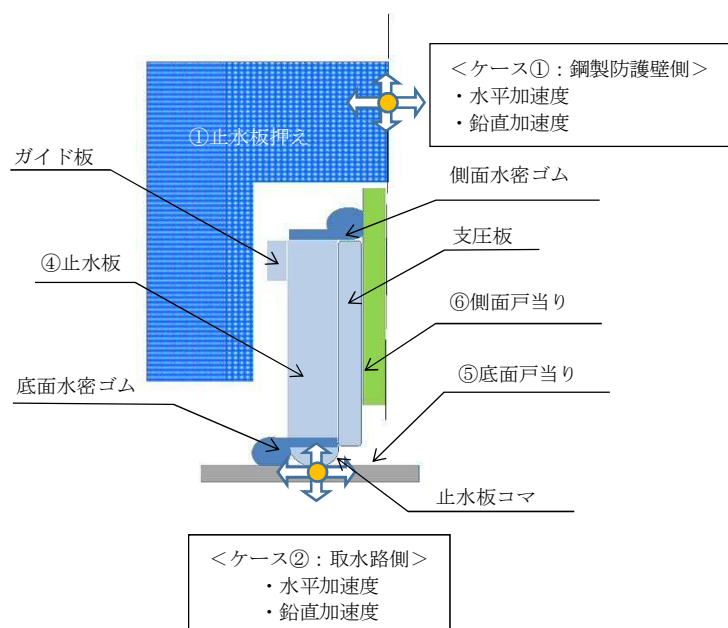 ＜ケース①：鋼製防護壁側＞
・水平加速度
・鉛直加速度
①止水板押え
ガイド板
側面水密ゴム
支圧板
④止水板
⑥側面戸当り
⑤底面戸当り
底面水密ゴム
止水板コマ
＜ケース②：取水路側＞
・水平加速度
・鉛直加速度